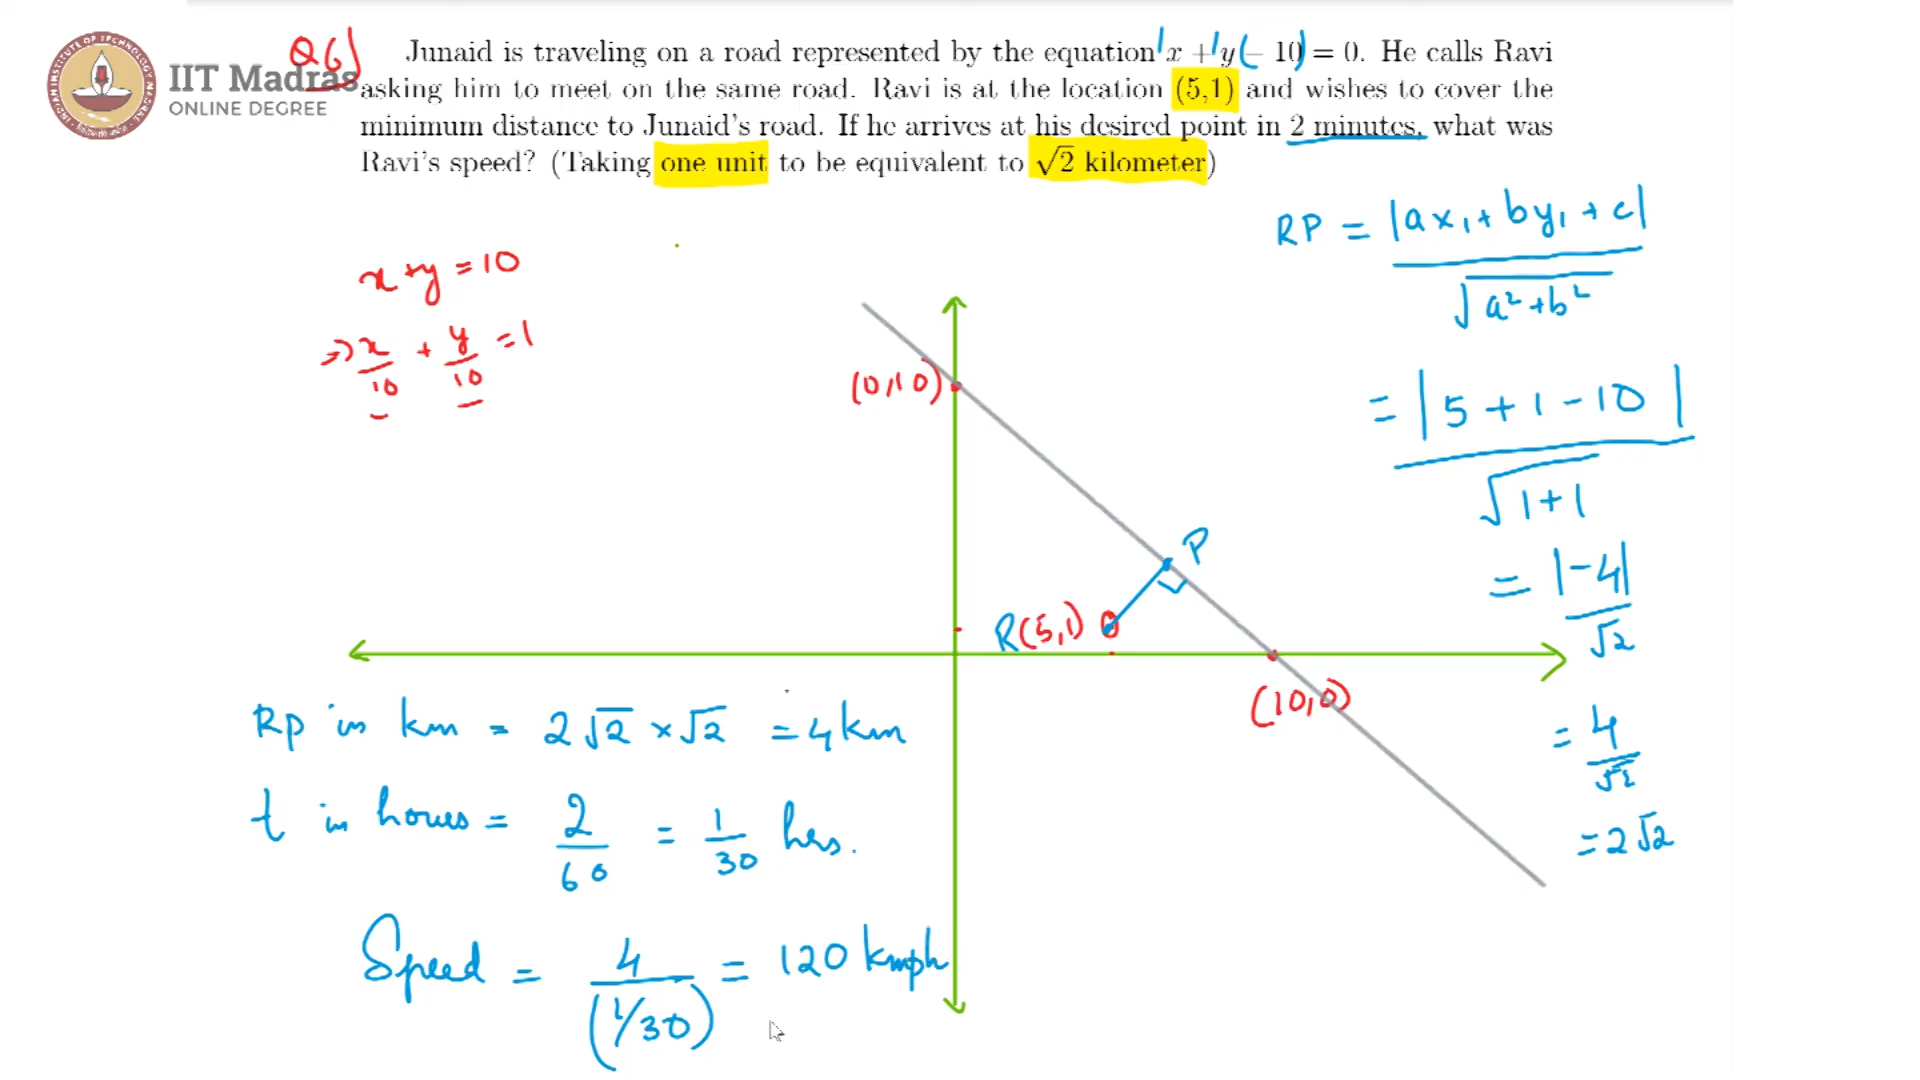 IIT Madras
ONLINE DEGREE
Q6)
Junaid is traveling on a road represented by the equation 1x + 1y (- 10) = 0. He calls Ravi
asking him to meet on the same road. Ravi is at the location (5,1) and wishes to cover the
minimum distance to Junaid's road. If he arrives at his desired point in 2 minutes, what was
Ravi's speed? (Taking one unit to be equivalent to √2 kilometer)
x + y = 10
=> x/10 + y/10 = 1
(0,10)
P
R(5,1)
(10,0)
RP = |ax₁ + by₁ + c| / √a² + b²
= |5 + 1 - 10| / √1+1
= |-4| / √2
= 4/√2
= 2√2
RP in km = 2√2 × √2 = 4km
t in hours = 2/60 = 1/30 hrs.
Speed = 4/(1/30) = 120 kmph